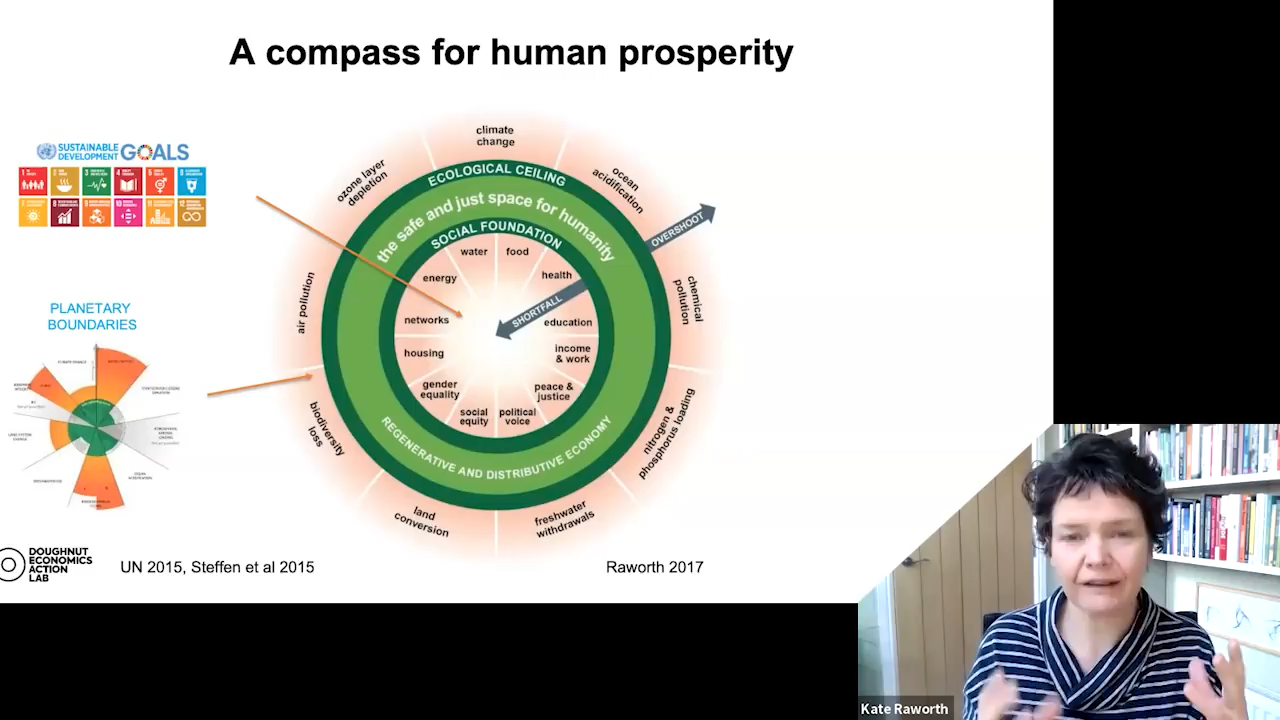 A compass for human prosperity
SUSTAINABLE
DEVELOPMENT
GOALS
PLANETARY
BOUNDARIES
climate
change
ocean
acidification
chemical
pollution
nitrogen &
phosphorus loading
freshwater
withdrawals
land
conversion
biodiversity
loss
air pollution
ozone layer
depletion
ECOLOGICAL CEILING
the safe and just space for humanity
SOCIAL FOUNDATION
OVERSHOOT
SHORTFALL
water
food
health
education
income
& work
peace &
justice
political
voice
social
equity
gender
equality
housing
networks
energy
REGENERATIVE AND DISTRIBUTIVE ECONOMY
DOUGHNUT
ECONOMICS
ACTION
LAB
UN 2015, Steffen et al 2015
Raworth 2017
Kate Raworth